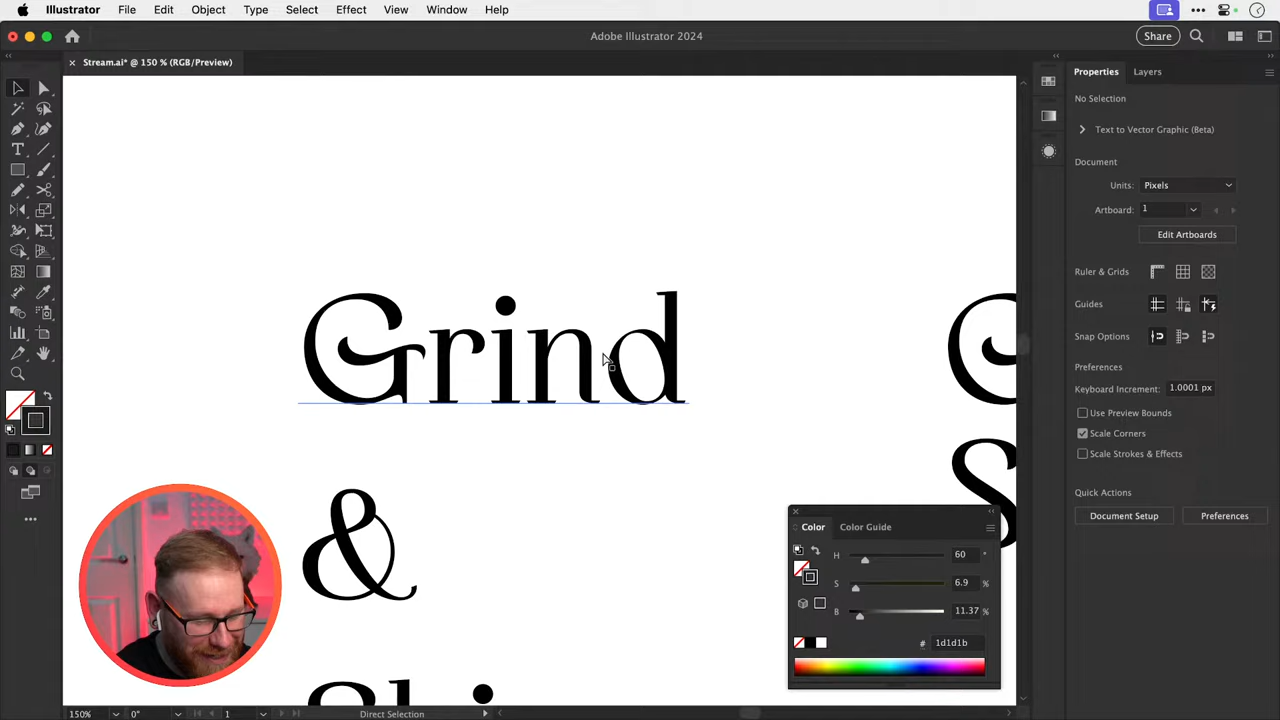 Illustrator File Edit Object Type Select Effect View Window Help
Adobe Illustrator 2024
Share
Stream.ai* @ 150 % (RGB/Preview)
Properties Layers
No Selection
Text to Vector Graphic (Beta)
Document
Units: Pixels
Artboard: 1
Edit Artboards
Ruler & Grids
Guides
Snap Options
Preferences
Keyboard Increment: 1.0001 px
Use Preview Bounds
Scale Corners
Scale Strokes & Effects
Quick Actions
Document Setup Preferences
Grind
&
Color Color Guide
H 60 °
S 6.9 %
B 11.37 %
# 1d1d1b
150% 0° 1 Direct Selection